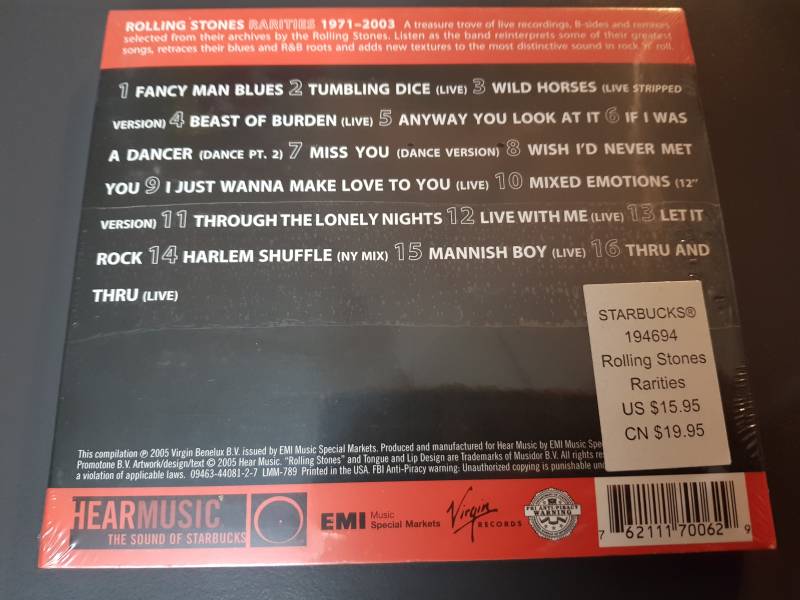 ROLLING STONES RARITIES 1971–2003 A treasure trove of live recordings, B-sides and remixes
selected from their archives by the Rolling Stones. Listen as the band reinterprets some of their greatest
songs, retraces their blues and R&B roots and adds new textures to the most distinctive sound in rock 'n' roll.
1 FANCY MAN BLUES 2 TUMBLING DICE (LIVE) 3 WILD HORSES (LIVE STRIPPED
VERSION) 4 BEAST OF BURDEN (LIVE) 5 ANYWAY YOU LOOK AT IT 6 IF I WAS
A DANCER (DANCE PT. 2) 7 MISS YOU (DANCE VERSION) 8 WISH I'D NEVER MET
YOU 9 I JUST WANNA MAKE LOVE TO YOU (LIVE) 10 MIXED EMOTIONS (12"
VERSION) 11 THROUGH THE LONELY NIGHTS 12 LIVE WITH ME (LIVE) 13 LET IT
ROCK 14 HARLEM SHUFFLE (NY MIX) 15 MANNISH BOY (LIVE) 16 THRU AND
THRU (LIVE)
STARBUCKS®
194694
Rolling Stones
Rarities
US $15.95
CN $19.95
This compilation ℗ 2005 Virgin Benelux B.V. issued by EMI Music Special Markets. Produced and manufactured for Hear Music by EMI Music
Promotone B.V. Artwork/design/text © 2005 Hear Music. "Rolling Stones" and Tongue and Lip Design are Trademarks of Musidor B.V. All rights
a violation of applicable laws. 09463-44081-2-7 LMM-789 Printed in the USA. FBI Anti-Piracy warning: Unauthorized copying is punishable
HEARMUSIC
THE SOUND OF STARBUCKS
EMI Music
Special Markets
Virgin
RECORDS
FBI ANTI-PIRACY
WARNING
7 62111 70062 9